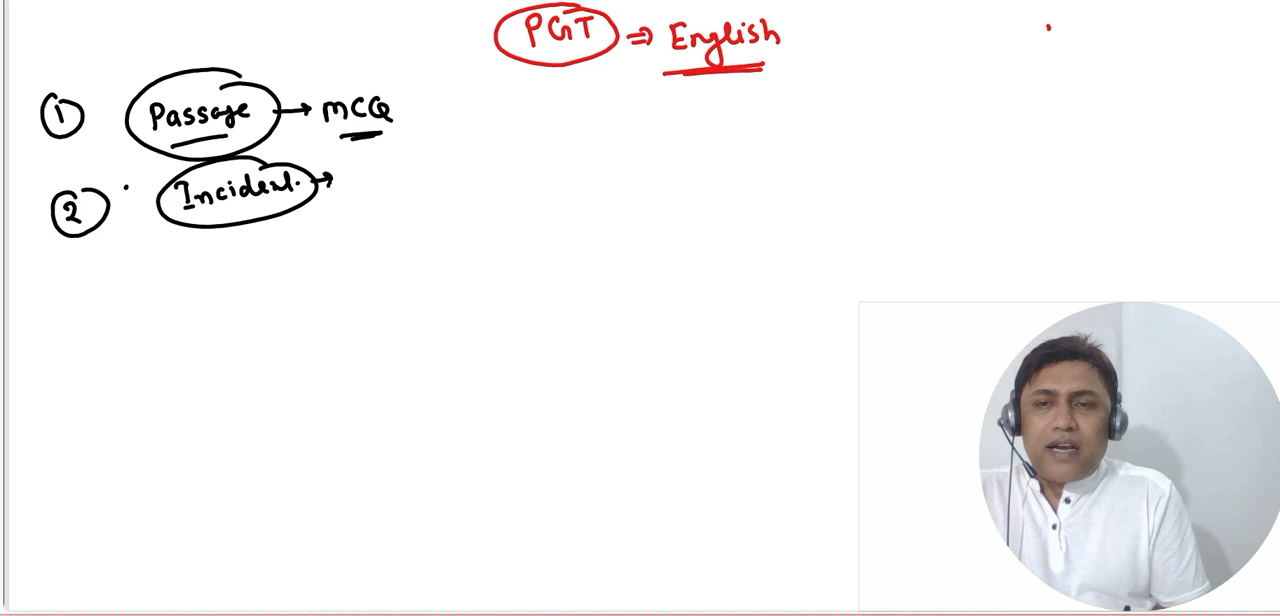 PGT ⇒ English
① Passage → MCQ
② Incident. →